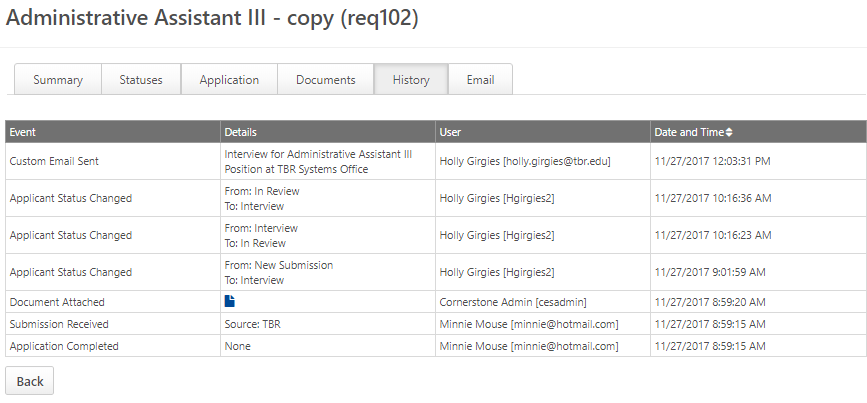 Administrative Assistant III - copy (req102)
Summary Statuses Application Documents History Email
Event Details User Date and Time
Custom Email Sent Interview for Administrative Assistant III Position at TBR Systems Office Holly Girgies [holly.girgies@tbr.edu] 11/27/2017 12:03:31 PM
Applicant Status Changed From: In Review To: Interview Holly Girgies [Hgirgies2] 11/27/2017 10:16:36 AM
Applicant Status Changed From: Interview To: In Review Holly Girgies [Hgirgies2] 11/27/2017 10:16:23 AM
Applicant Status Changed From: New Submission To: Interview Holly Girgies [Hgirgies2] 11/27/2017 9:01:59 AM
Document Attached Cornerstone Admin [cesadmin] 11/27/2017 8:59:20 AM
Submission Received Source: TBR Minnie Mouse [minnie@hotmail.com] 11/27/2017 8:59:15 AM
Application Completed None Minnie Mouse [minnie@hotmail.com] 11/27/2017 8:59:15 AM
Back